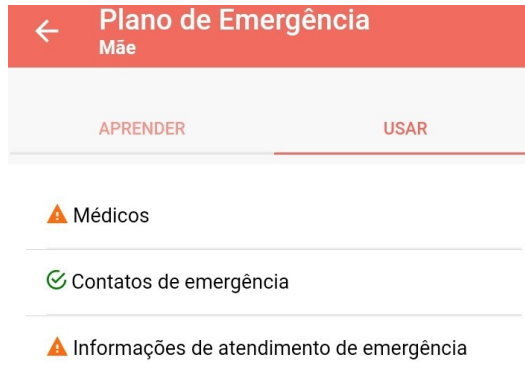 Plano de Emergência
Mãe
APRENDER USAR
Médicos
Contatos de emergência
Informações de atendimento de emergência